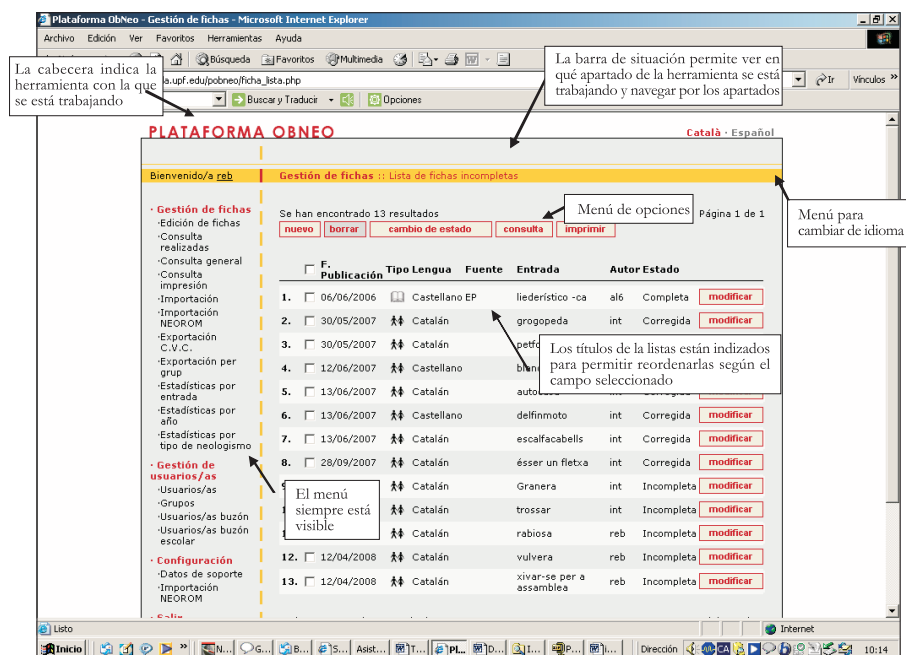 Plataforma ObNeo - Gestión de fichas - Microsoft Internet Explorer
Archivo Edición Ver Favoritos Herramientas Ayuda
Búsqueda Favoritos Multimedia
La cabecera indica la
herramienta con la que
se está trabajando
La barra de situación permite ver en
qué apartado de la herramienta se está
trabajando y navegar por los apartados
a.upf.edu/pobneo/ficha_lista.php
Ir Vínculos »
Buscar y Traducir Opciones
PLATAFORMA OBNEO
Català · Español
Bienvenido/a reb
Gestión de fichas :: Lista de fichas incompletas
Menú para
cambiar de idioma
· Gestión de fichas
·Edición de fichas
·Consulta
realizadas
·Consulta general
·Consulta
impresión
·Importación
·Importación
NEOROM
·Exportación
C.V.C.
·Exportación per
grup
·Estadísticas por
entrada
·Estadísticas por
año
·Estadísticas por
tipo de neologismo
· Gestión de
usuarios/as
·Usuarios/as
·Grupos
·Usuarios/as buzón
·Usuarios/as buzón
escolar
· Configuración
·Datos de soporte
·Importación
NEOROM
· Salir
El menú
siempre está
visible
Se han encontrado 13 resultados
Menú de opciones
Página 1 de 1
nuevo borrar cambio de estado consulta imprimir
F.
Publicación Tipo Lengua Fuente Entrada Autor Estado
1. 06/06/2006 Castellano EP liederístico -ca al6 Completa modificar
2. 30/05/2007 Catalán grogopeda int Corregida modificar
3. 30/05/2007 Catalán
4. 12/06/2007 Castellano
Los títulos de la listas están indizados
para permitir reordenarlas según el
campo seleccionado
5. 13/06/2007 Catalán modificar
6. 13/06/2007 Castellano delfinmoto int Corregida modificar
7. 13/06/2007 Catalán escalfacabells int Corregida modificar
8. 28/09/2007 Catalán ésser un fletxa int Corregida modificar
Catalán Granera int Incompleta modificar
Catalán trossar int Incompleta modificar
Catalán rabiosa reb Incompleta modificar
12. 12/04/2008 Catalán vulvera reb Incompleta modificar
13. 12/04/2008 Catalán xivar-se per a
assamblea reb Incompleta modificar
Listo Internet
Inicio » N... G... B... S... Asist... T... Pl... D... I... P... i... Dirección CA 10:14